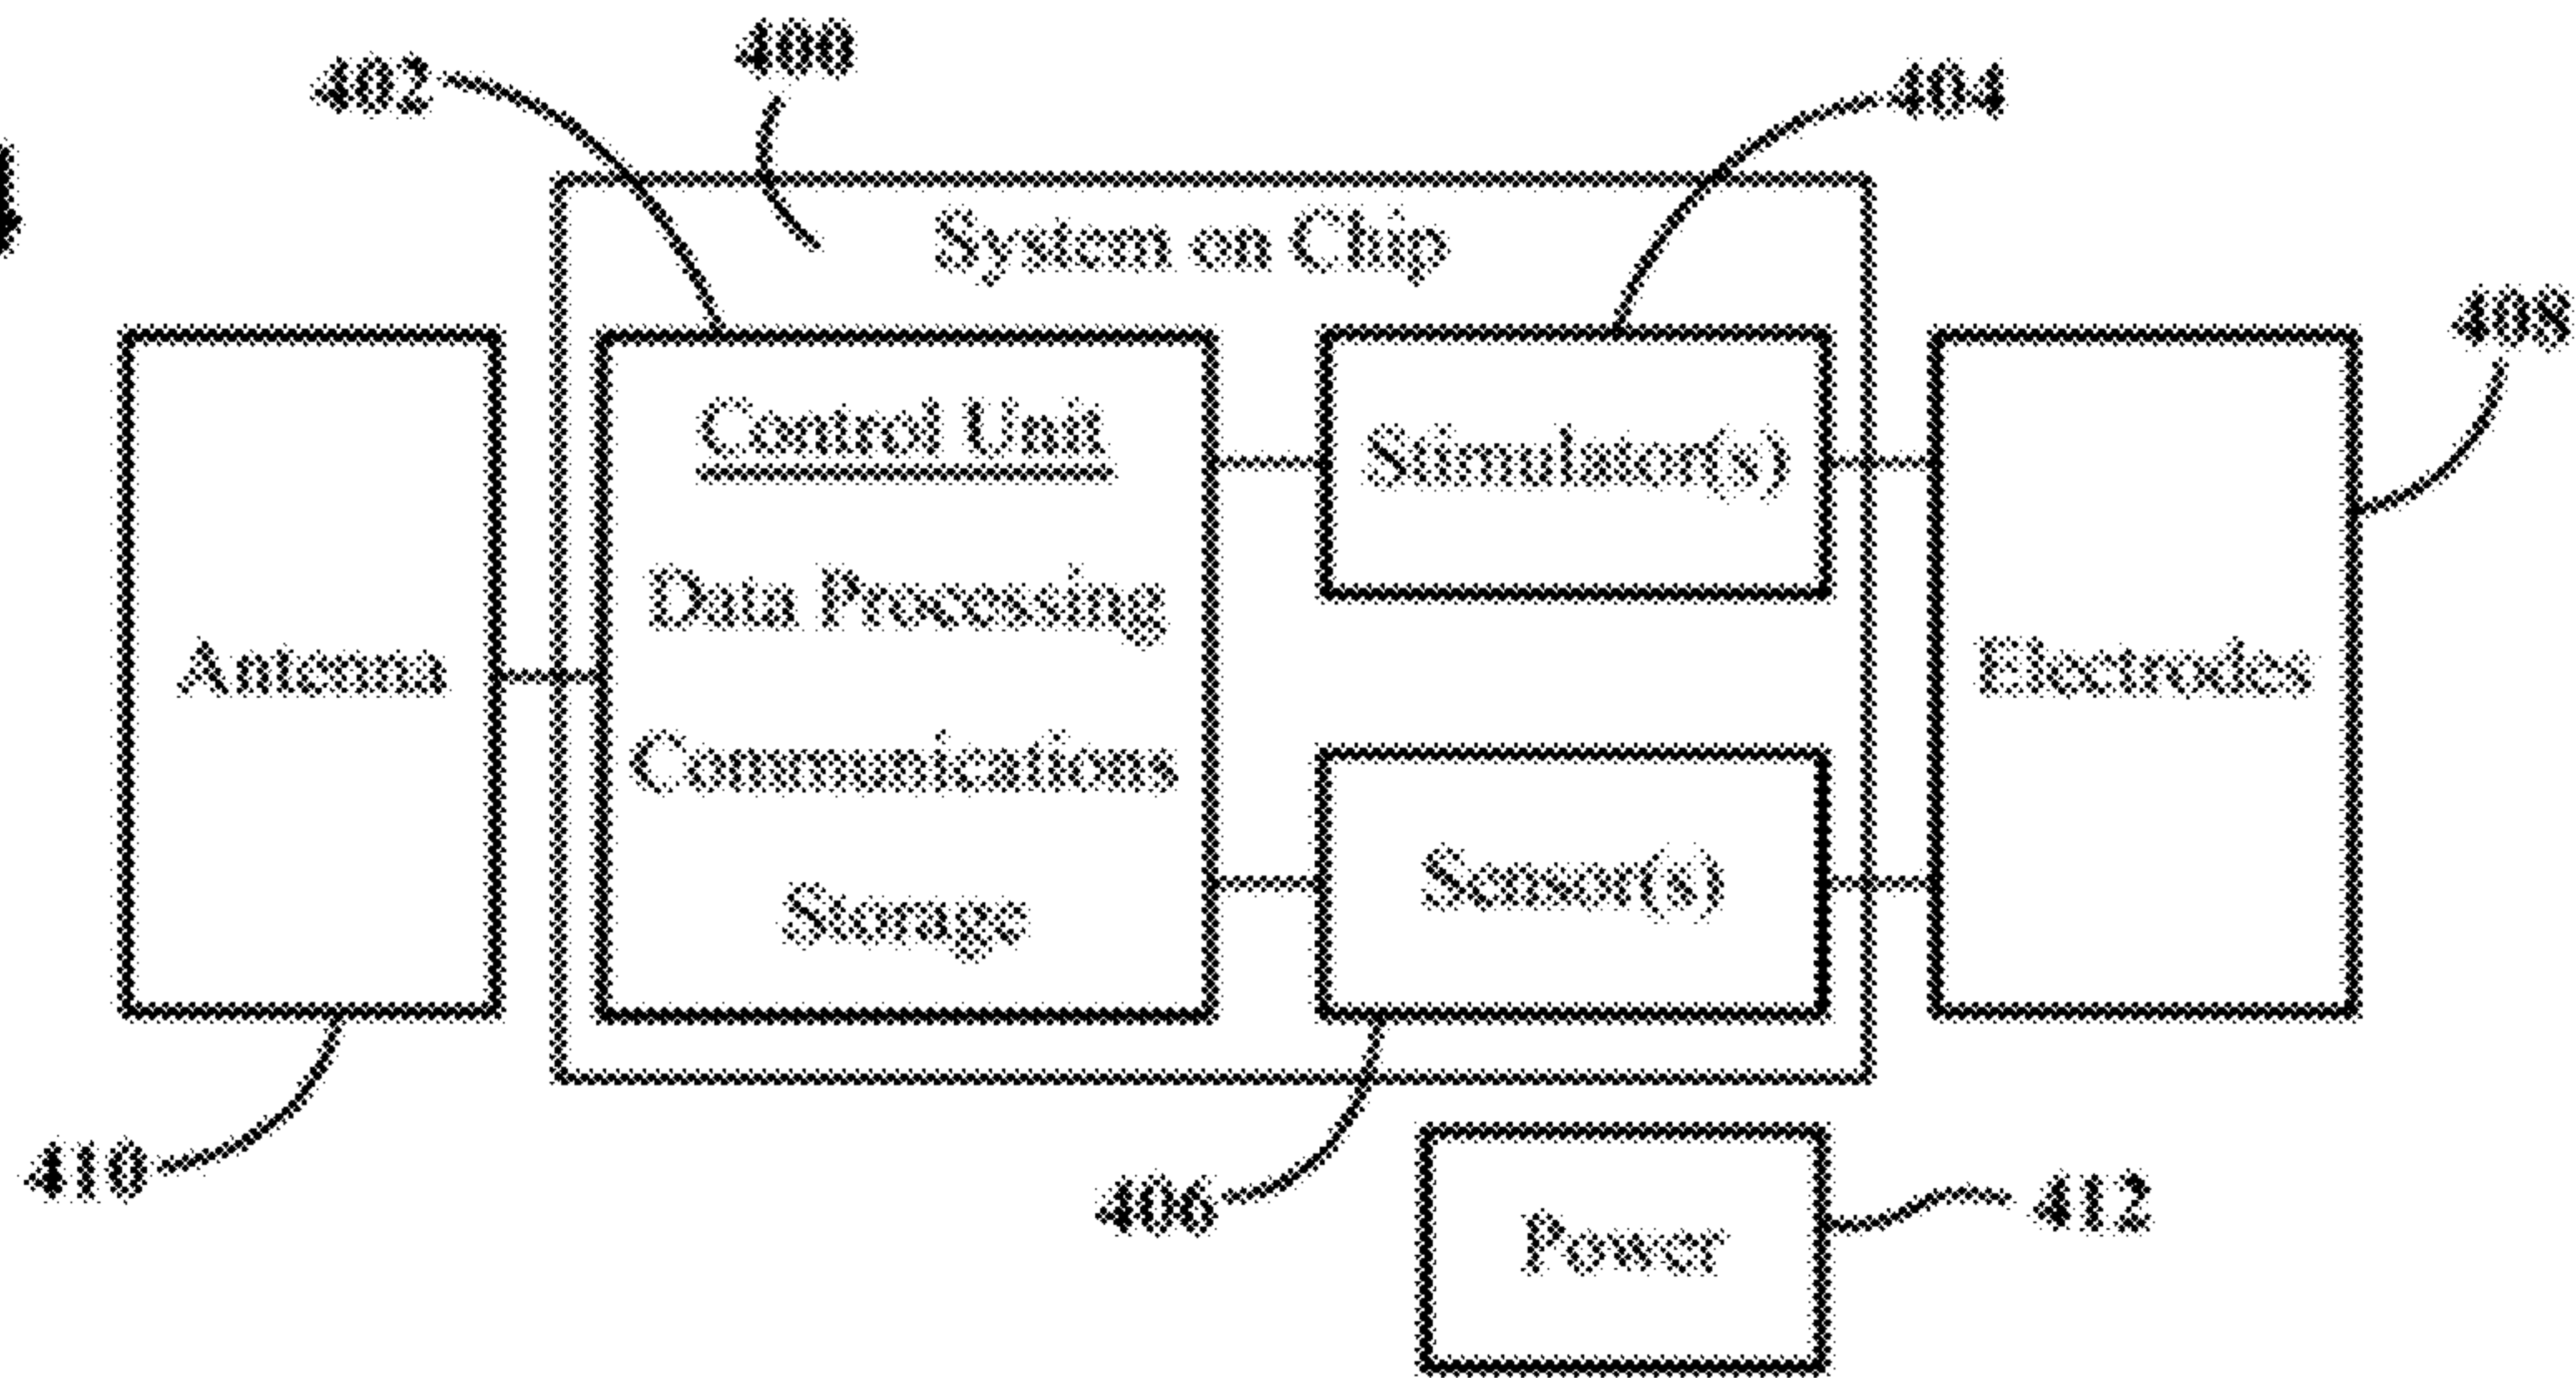 400
402
404
System on Chip
408
Control Unit
Stimulator(s)
Data Processing
Antenna
Electrodes
Communications
Sensor(s)
Storage
410
406
412
Power